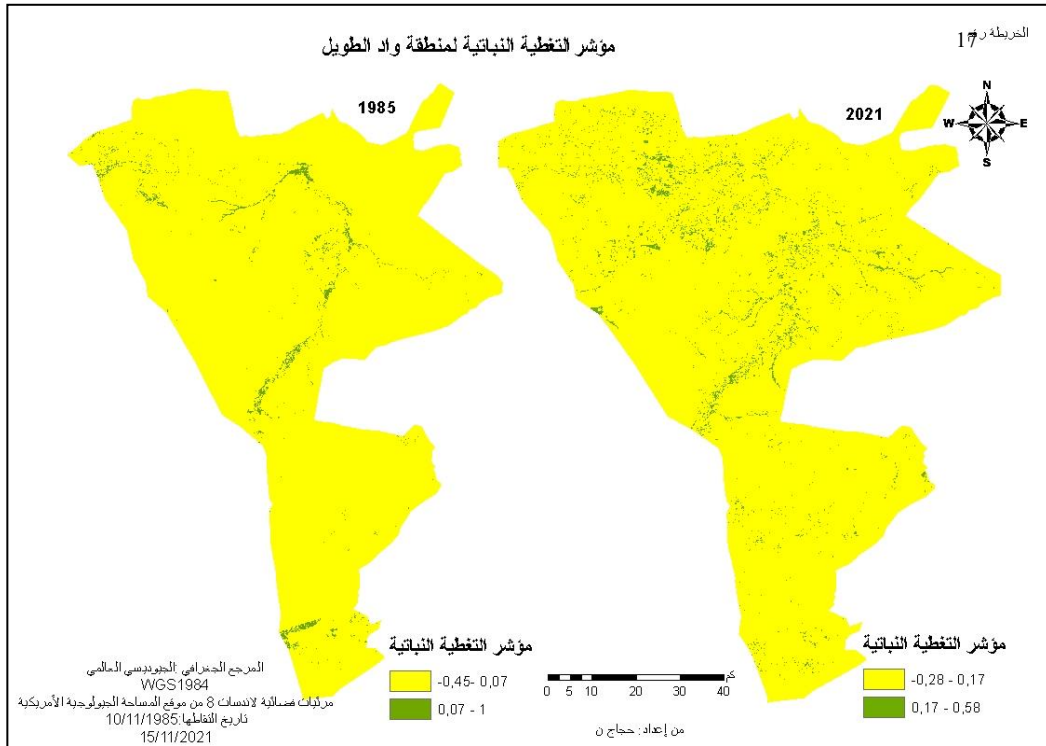 الخريطة رقم 17
مؤشر التغطية النباتية لمنطقة واد الطويل
1985
2021
N
W
E
S
مؤشر التغطية النباتية
-0,45- 0,07
0,07 - 1
مؤشر التغطية النباتية
-0,28 - 0,17
0,17 - 0,58
كم
0 5 10 20 30 40
من إعداد: حجاج ن
المرجع الجغرافي :الجيوديسي العالمي
WGS1984
مرئيات فضائية لاندسات 8 من موقع المساحة الجيولوجية الأمريكية
تاريخ التقاطها:10/11/1985
15/11/2021